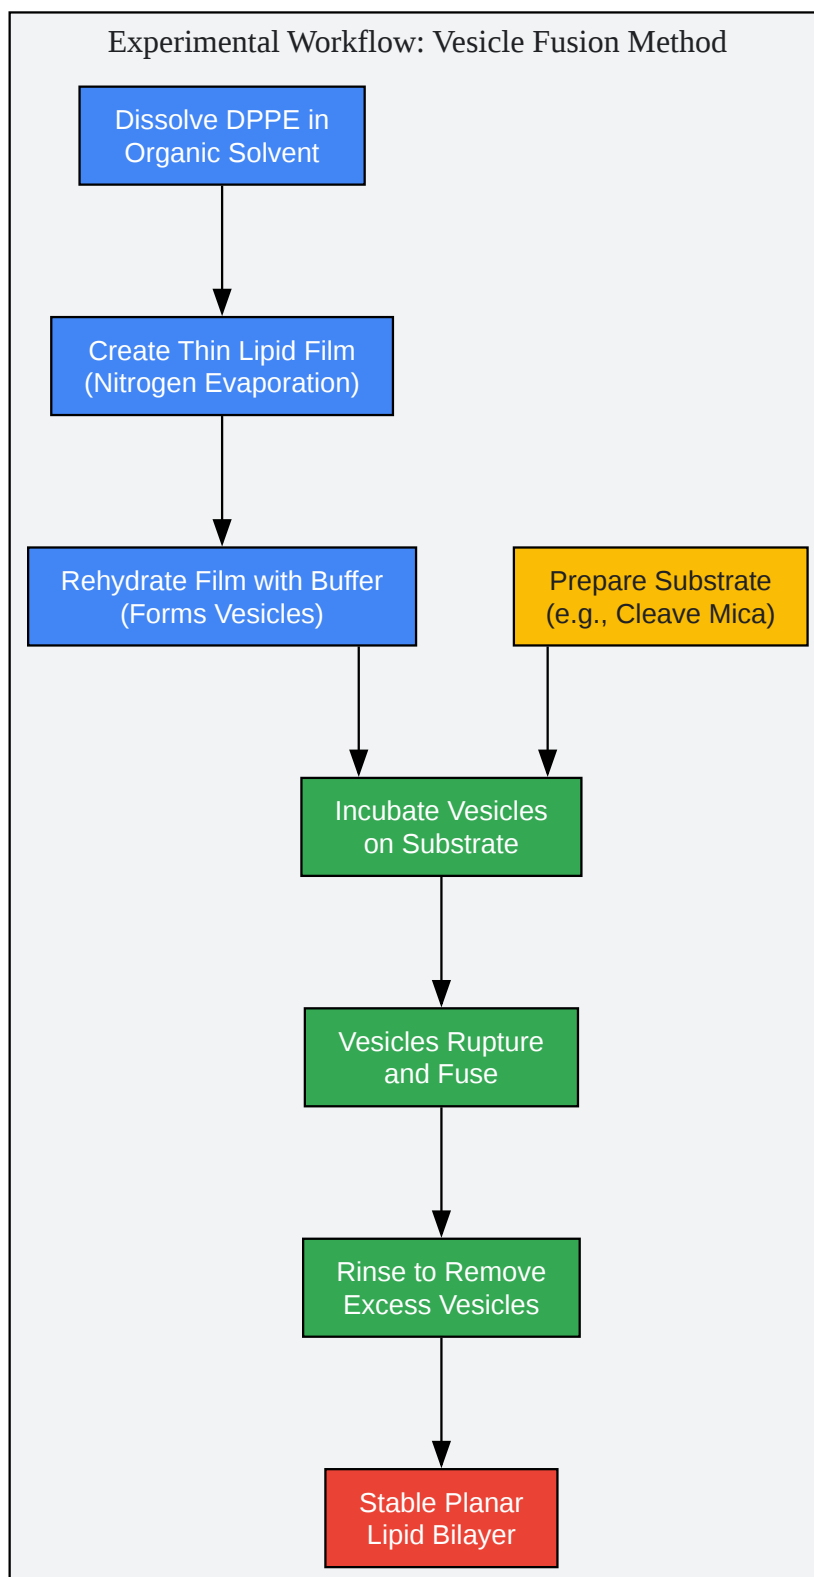 Experimental Workflow: Vesicle Fusion Method
Dissolve DPPE in
Organic Solvent
Create Thin Lipid Film
(Nitrogen Evaporation)
Rehydrate Film with Buffer
(Forms Vesicles)
Prepare Substrate
(e.g., Cleave Mica)
Incubate Vesicles
on Substrate
Vesicles Rupture
and Fuse
Rinse to Remove
Excess Vesicles
Stable Planar
Lipid Bilayer